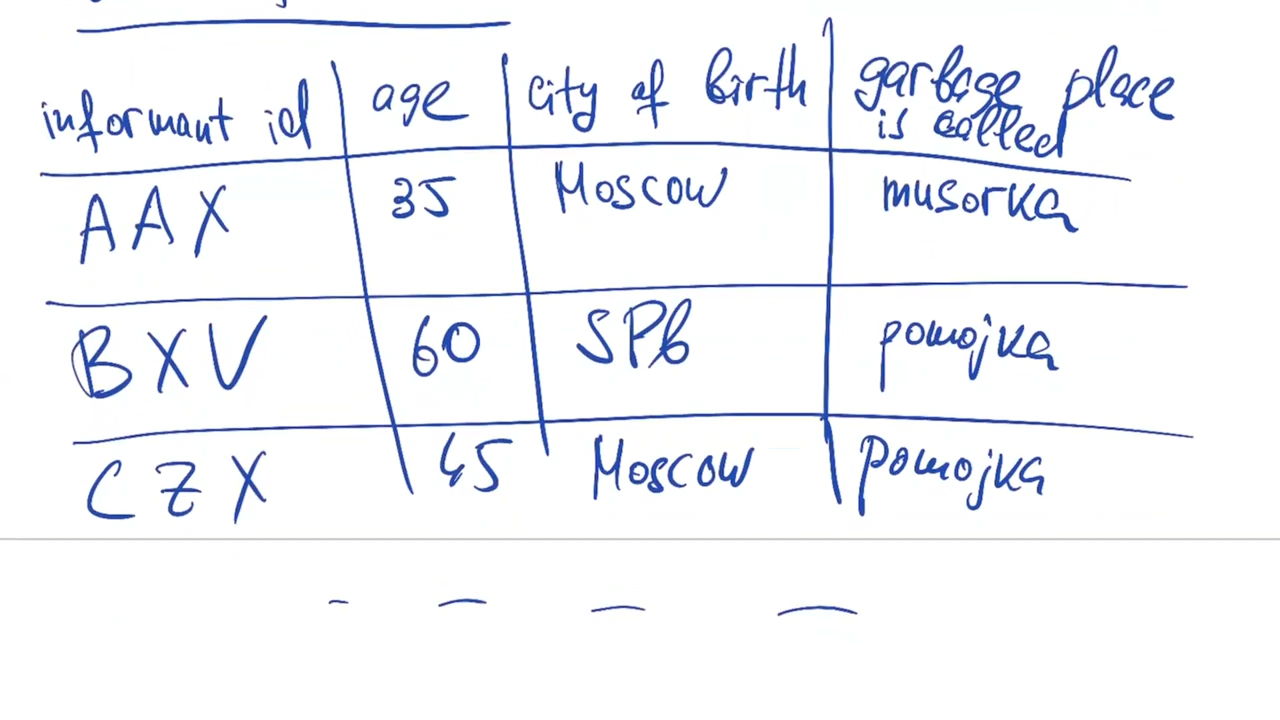 informant id age city of birth garbage place
is called
AAX 35 Moscow musorka
BXV 60 SPb pomojka
CZX 45 Moscow pomojka